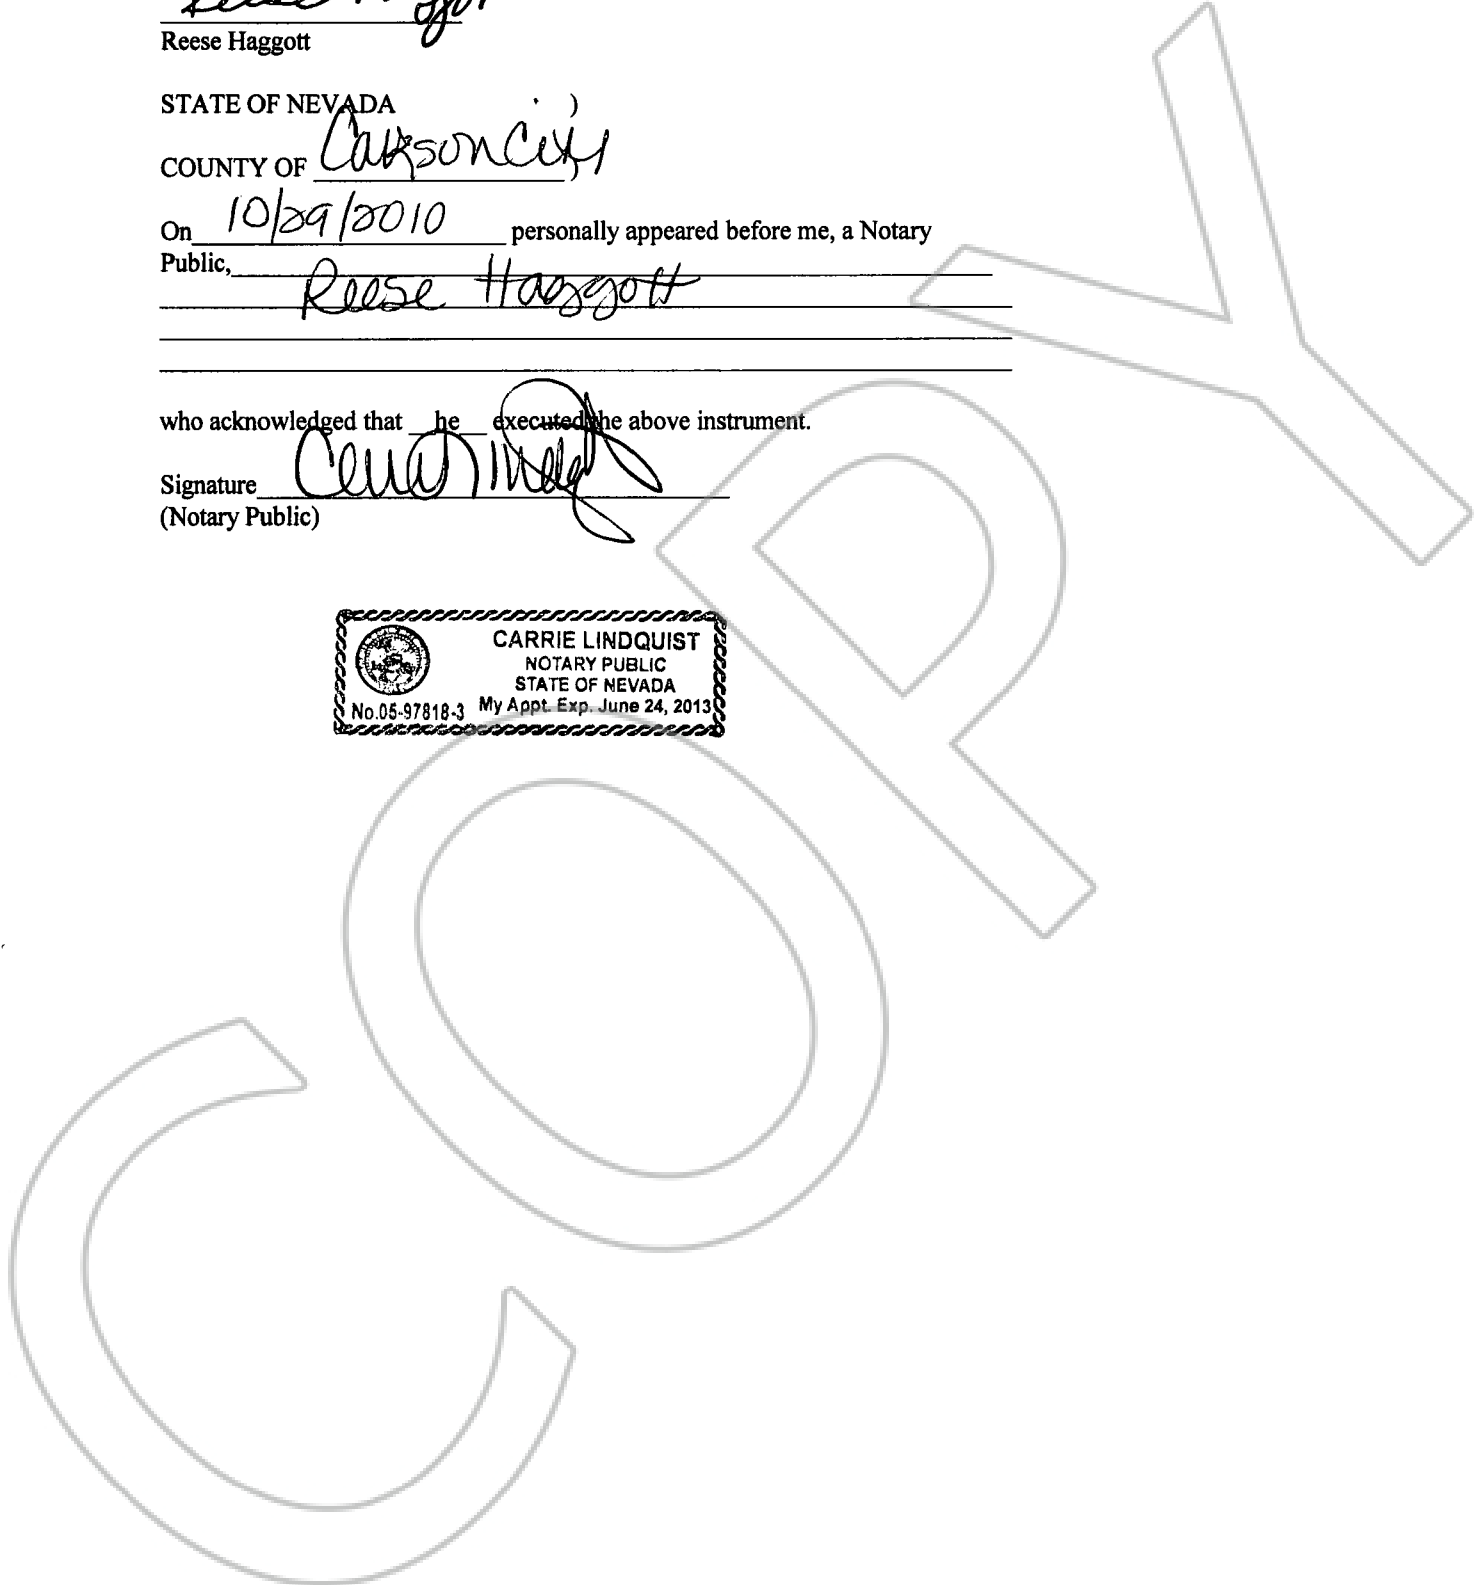 Reese Haggott
STATE OF NEVADA )
COUNTY OF Carson City )
On 10/29/2010 personally appeared before me, a Notary
Public,
Reese Haggott
who acknowledged that he executed the above instrument.
Signature
(Notary Public)
CARRIE LINDQUIST
NOTARY PUBLIC
STATE OF NEVADA
No.05-97818-3 My Appt. Exp. June 24, 2013
COPY